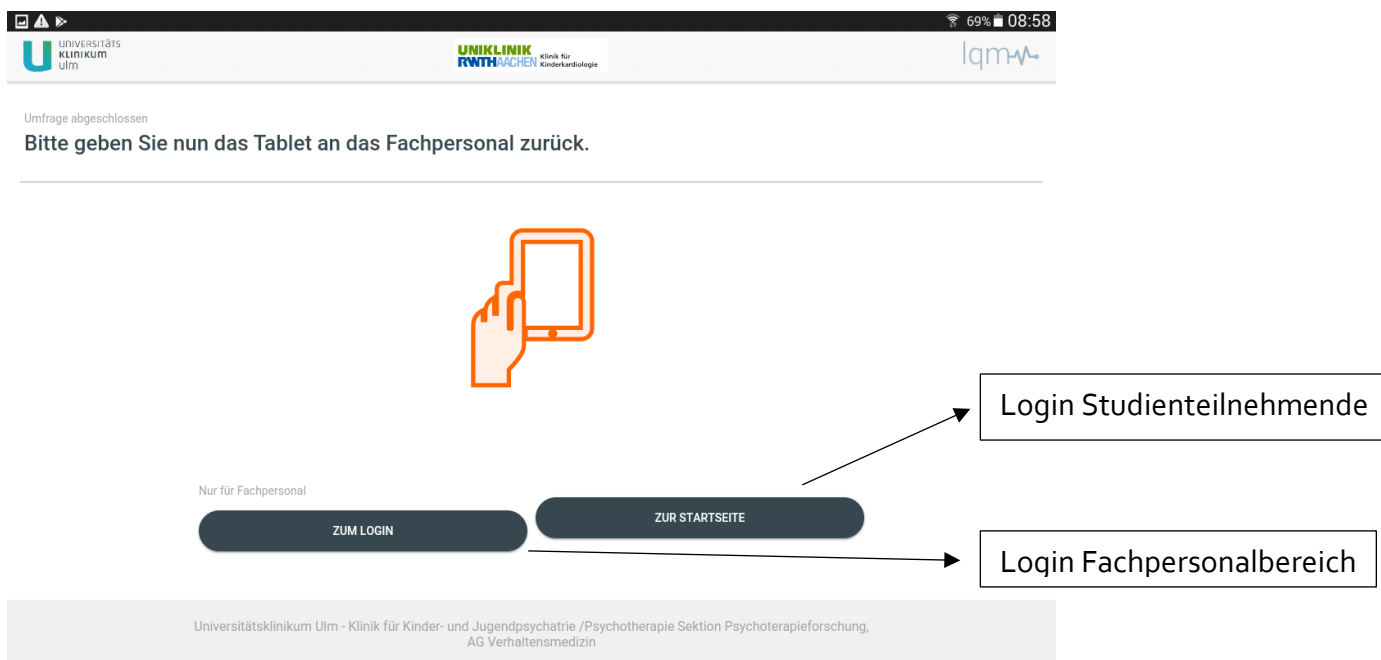 69% 08:58
UNIVERSITÄTS
KLINIKUM
ulm
UNIKLINIK
RWTHAACHEN
Klinik für
Kinderkardiologie
lqm
Umfrage abgeschlossen
Bitte geben Sie nun das Tablet an das Fachpersonal zurück.
Login Studienteilnehmende
Nur für Fachpersonal
ZUM LOGIN
ZUR STARTSEITE
Login Fachpersonalbereich
Universitätsklinikum Ulm - Klinik für Kinder- und Jugendpsychatrie /Psychotherapie Sektion Psychoterapieforschung,
AG Verhaltensmedizin